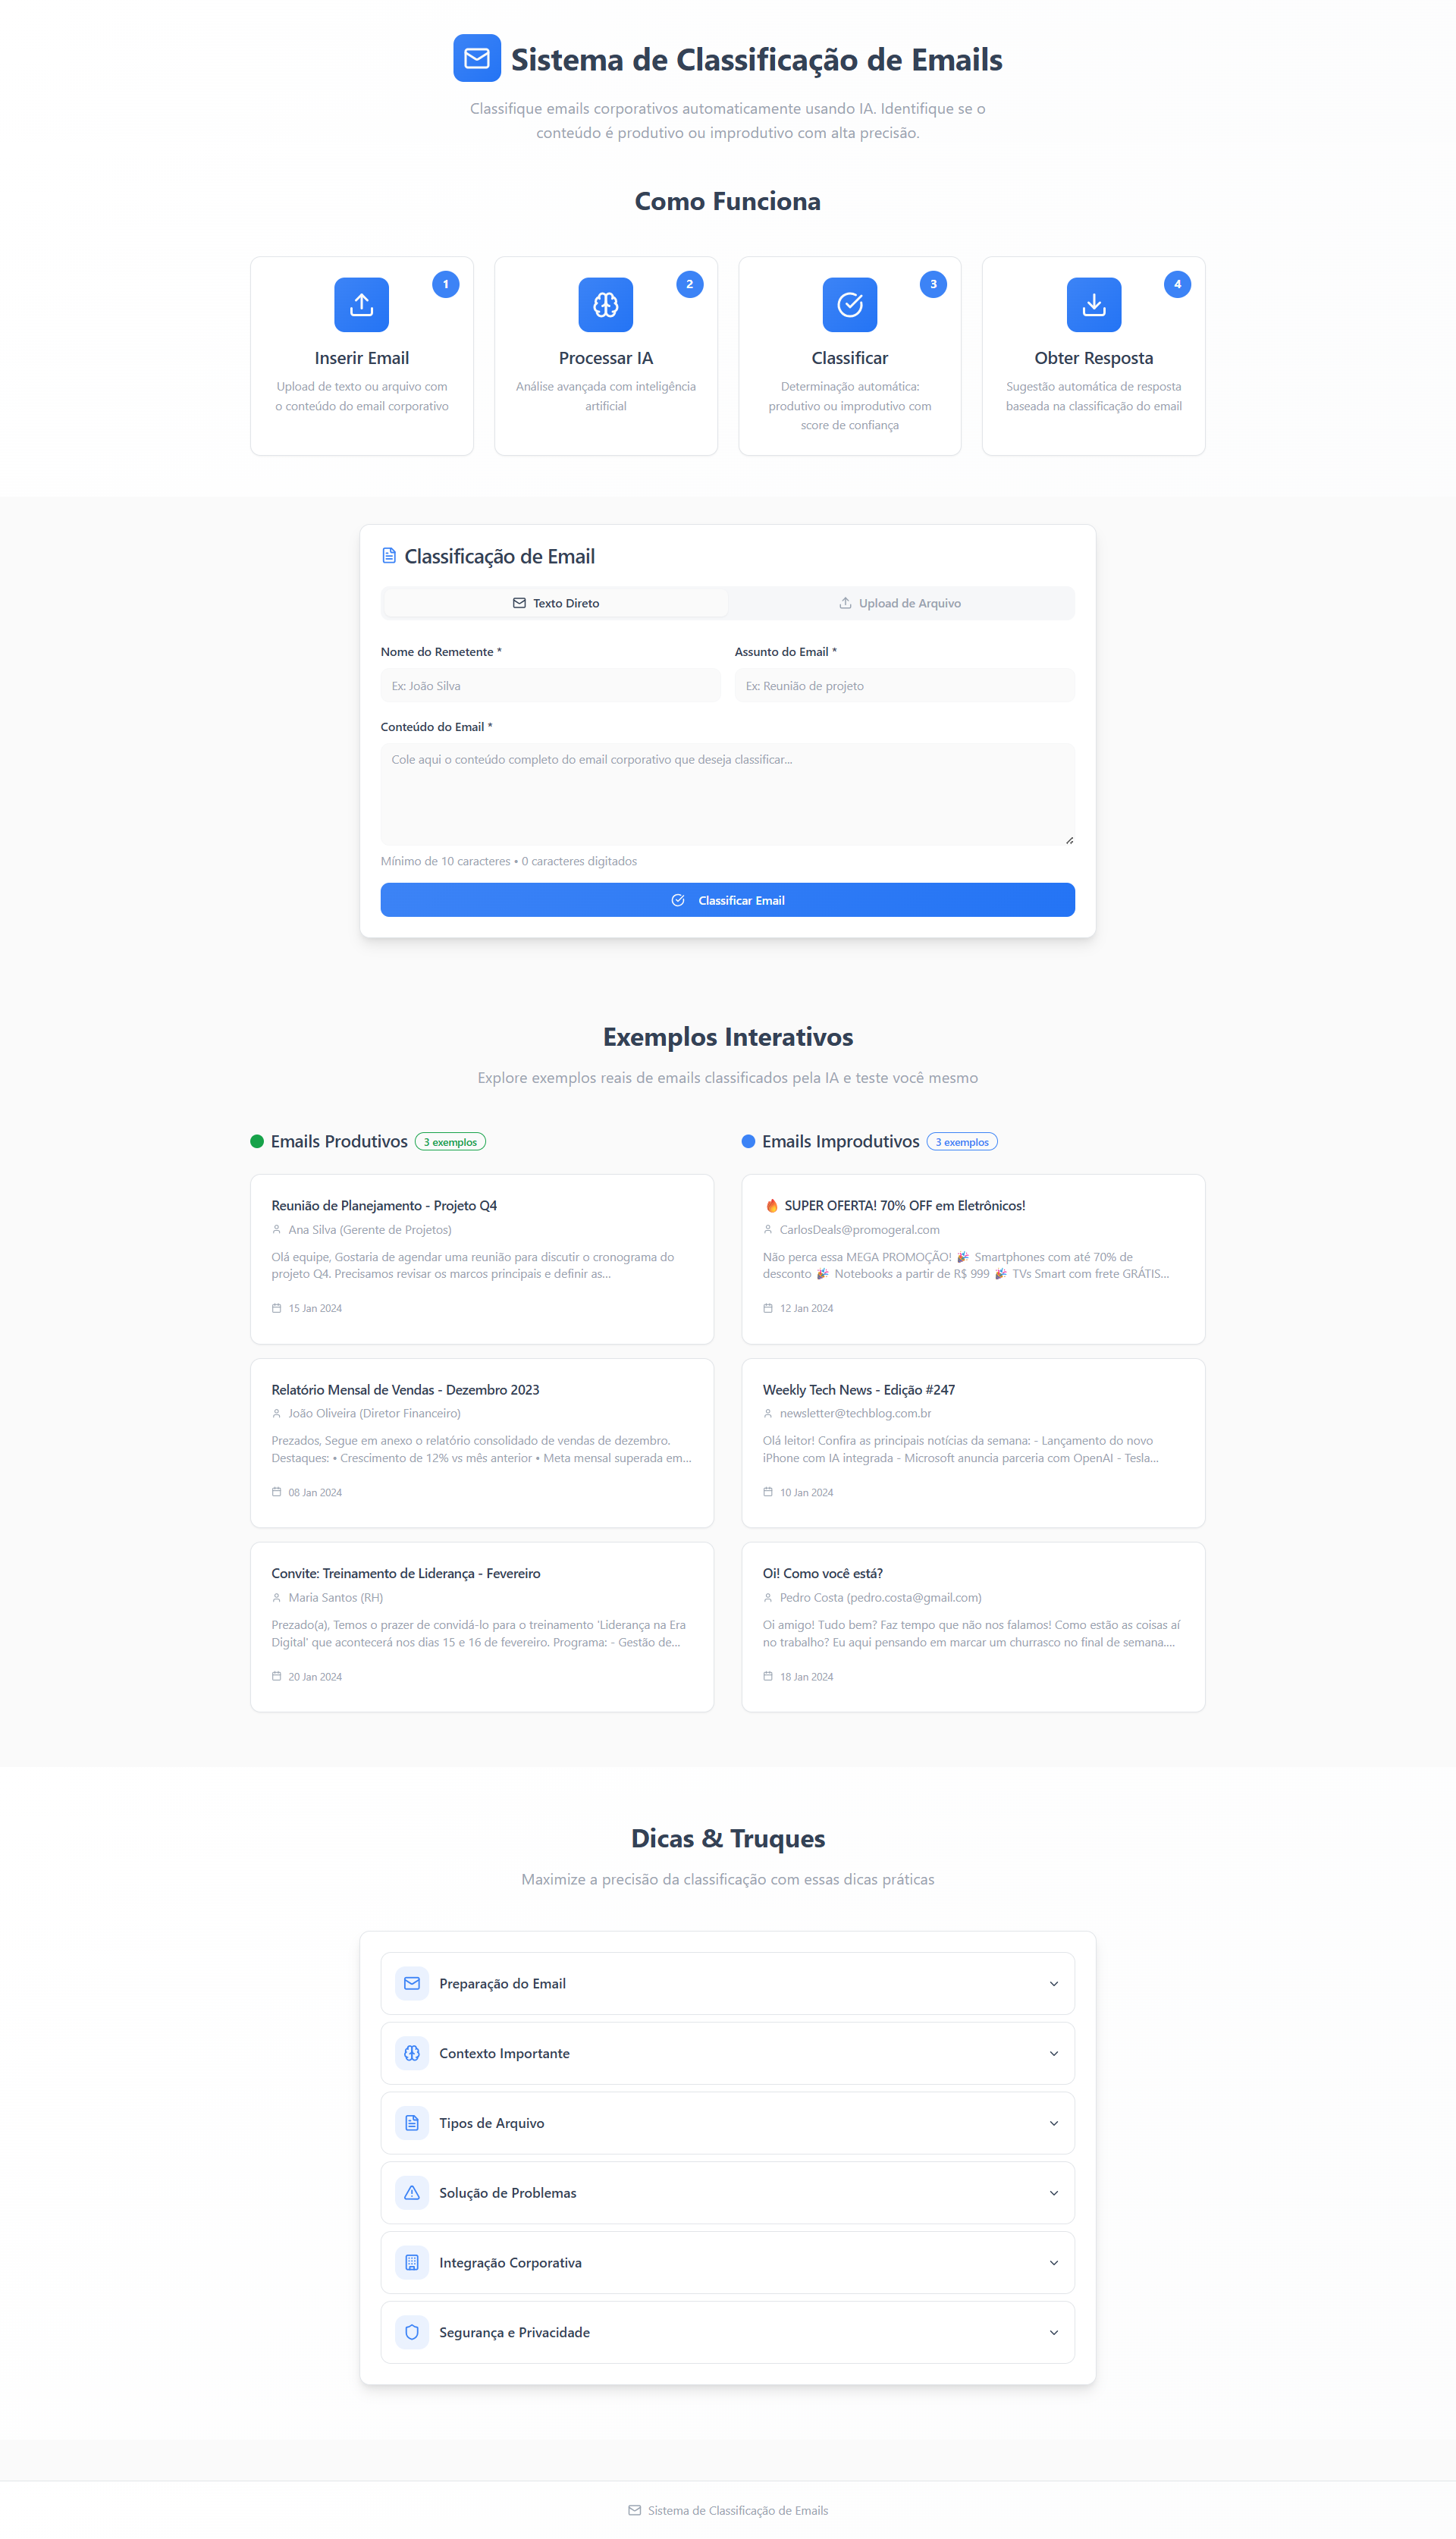 Sistema de Classificação de Emails
Classifique emails corporativos automaticamente usando IA. Identifique se o
conteúdo é produtivo ou improdutivo com alta precisão.
Como Funciona
1
Inserir Email
Upload de texto ou arquivo com
o conteúdo do email corporativo
2
Processar IA
Análise avançada com inteligência
artificial
3
Classificar
Determinação automática:
produtivo ou improdutivo com
score de confiança
4
Obter Resposta
Sugestão automática de resposta
baseada na classificação do email
Classificação de Email
Texto Direto
Upload de Arquivo
Nome do Remetente *
Assunto do Email *
Ex: João Silva
Ex: Reunião de projeto
Conteúdo do Email *
Cole aqui o conteúdo completo do email corporativo que deseja classificar...
Mínimo de 10 caracteres • 0 caracteres digitados
Classificar Email
Exemplos Interativos
Explore exemplos reais de emails classificados pela IA e teste você mesmo
Emails Produtivos
3 exemplos
Reunião de Planejamento - Projeto Q4
Ana Silva (Gerente de Projetos)
Olá equipe, Gostaria de agendar uma reunião para discutir o cronograma do
projeto Q4. Precisamos revisar os marcos principais e definir as...
15 Jan 2024
Relatório Mensal de Vendas - Dezembro 2023
João Oliveira (Diretor Financeiro)
Prezados, Segue em anexo o relatório consolidado de vendas de dezembro.
Destaques: • Crescimento de 12% vs mês anterior • Meta mensal superada em...
08 Jan 2024
Convite: Treinamento de Liderança - Fevereiro
Maria Santos (RH)
Prezado(a), Temos o prazer de convidá-lo para o treinamento 'Liderança na Era
Digital' que acontecerá nos dias 15 e 16 de fevereiro. Programa: - Gestão de...
20 Jan 2024
Emails Improdutivos
3 exemplos
🔥 SUPER OFERTA! 70% OFF em Eletrônicos!
CarlosDeals@promogeral.com
Não perca essa MEGA PROMOÇÃO! 🎉 Smartphones com até 70% de
desconto 🎉 Notebooks a partir de R$ 999 🎉 TVs Smart com frete GRÁTIS...
12 Jan 2024
Weekly Tech News - Edição #247
newsletter@techblog.com.br
Olá leitor! Confira as principais notícias da semana: - Lançamento do novo
iPhone com IA integrada - Microsoft anuncia parceria com OpenAI - Tesla...
10 Jan 2024
Oi! Como você está?
Pedro Costa (pedro.costa@gmail.com)
Oi amigo! Tudo bem? Faz tempo que não nos falamos! Como estão as coisas aí
no trabalho? Eu aqui pensando em marcar um churrasco no final de semana....
18 Jan 2024
Dicas & Truques
Maximize a precisão da classificação com essas dicas práticas
Preparação do Email
Contexto Importante
Tipos de Arquivo
Solução de Problemas
Integração Corporativa
Segurança e Privacidade
Sistema de Classificação de Emails